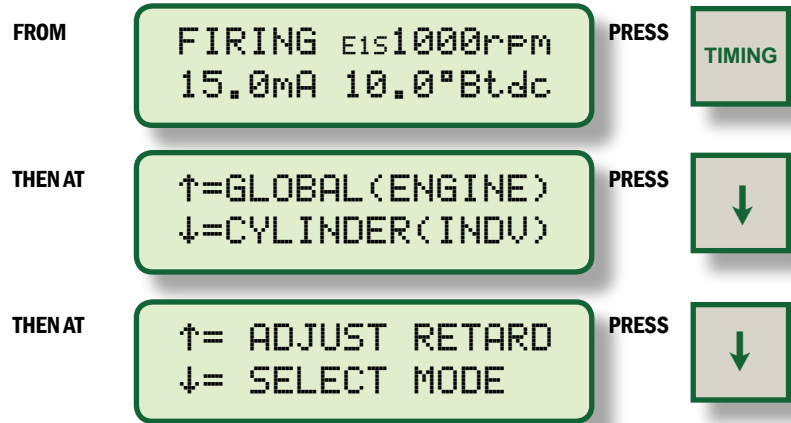 FROM
FIRING E1S1000rpm
15.0mA 10.0°Btdc
PRESS
TIMING
THEN AT
↑=GLOBAL(ENGINE)
↓=CYLINDER(INDV)
PRESS
↓
THEN AT
↑= ADJUST RETARD
↓= SELECT MODE
PRESS
↓